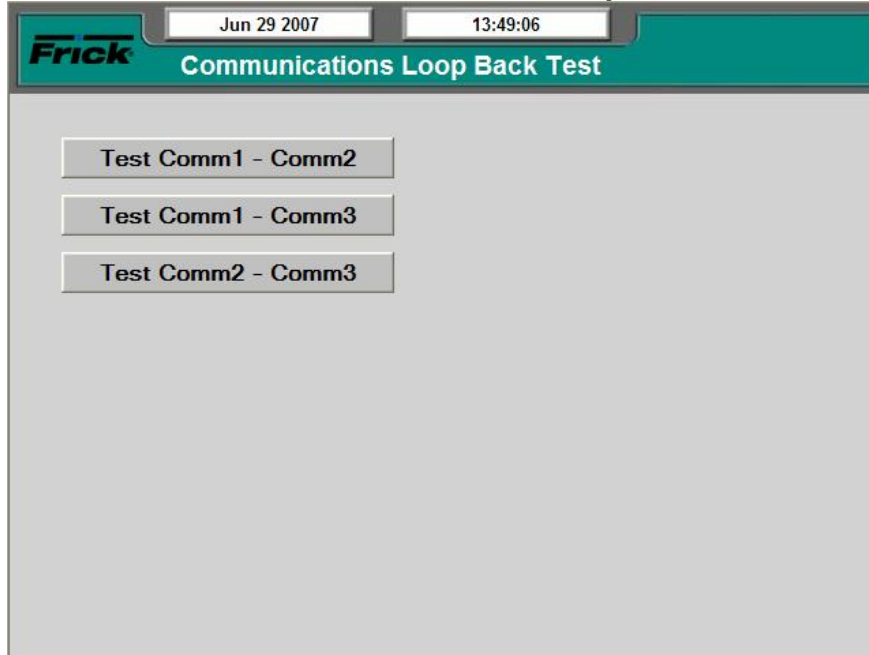 Jun 29 2007 13:49:06
Frick
Communications Loop Back Test
Test Comm1 - Comm2
Test Comm1 - Comm3
Test Comm2 - Comm3